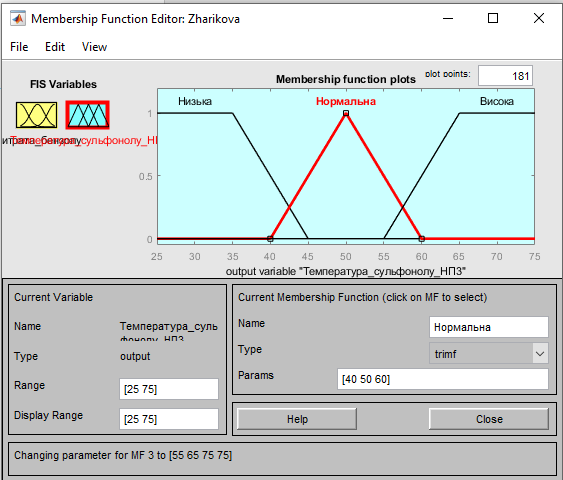 Membership Function Editor: Zharikova
File Edit View
FIS Variables
Membership function plots
plot points:
181
Низька
Нормальна
Висока
1
0.5
0
25 30 35 40 45 50 55 60 65 70 75
output variable "Температура_сульфонолу_НП3"
Current Variable
Name
Температура_суль
фонолу_НП3
Type
output
Range
[25 75]
Display Range
[25 75]
Current Membership Function (click on MF to select)
Name
Нормальна
Type
trimf
Params
[40 50 60]
Help
Close
Changing parameter for MF 3 to [55 65 75 75]